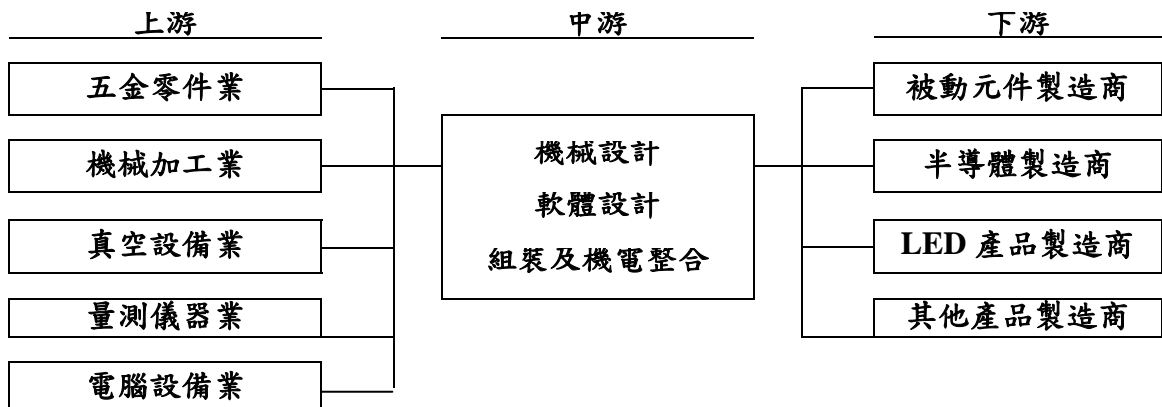 上游
五金零件業
機械加工業
真空設備業
量測儀器業
電腦設備業
中游
機械設計
軟體設計
組裝及機電整合
下游
被動元件製造商
半導體製造商
LED 產品製造商
其他產品製造商